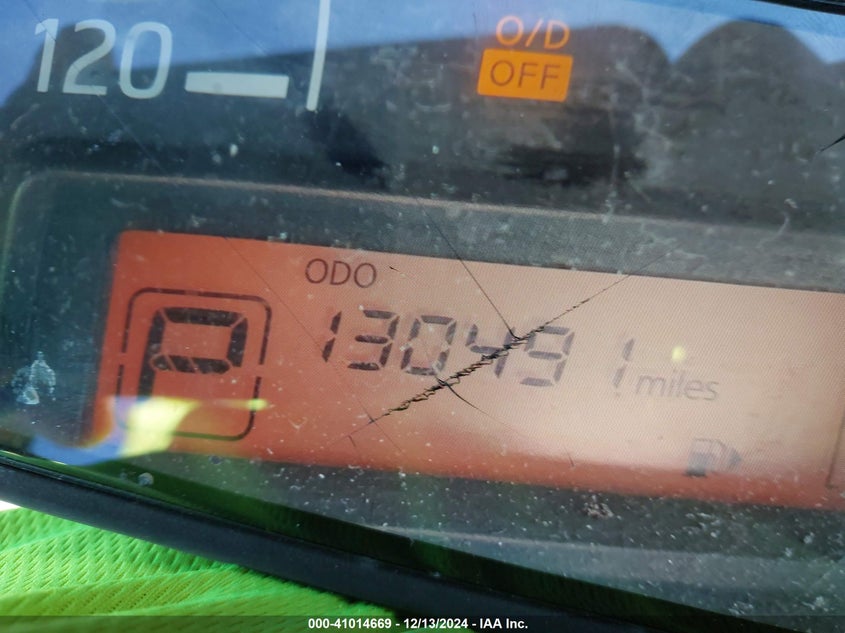 120
O/D
OFF
ODO
P
130491 miles
000-41014669 - 12/13/2024 - IAA Inc.